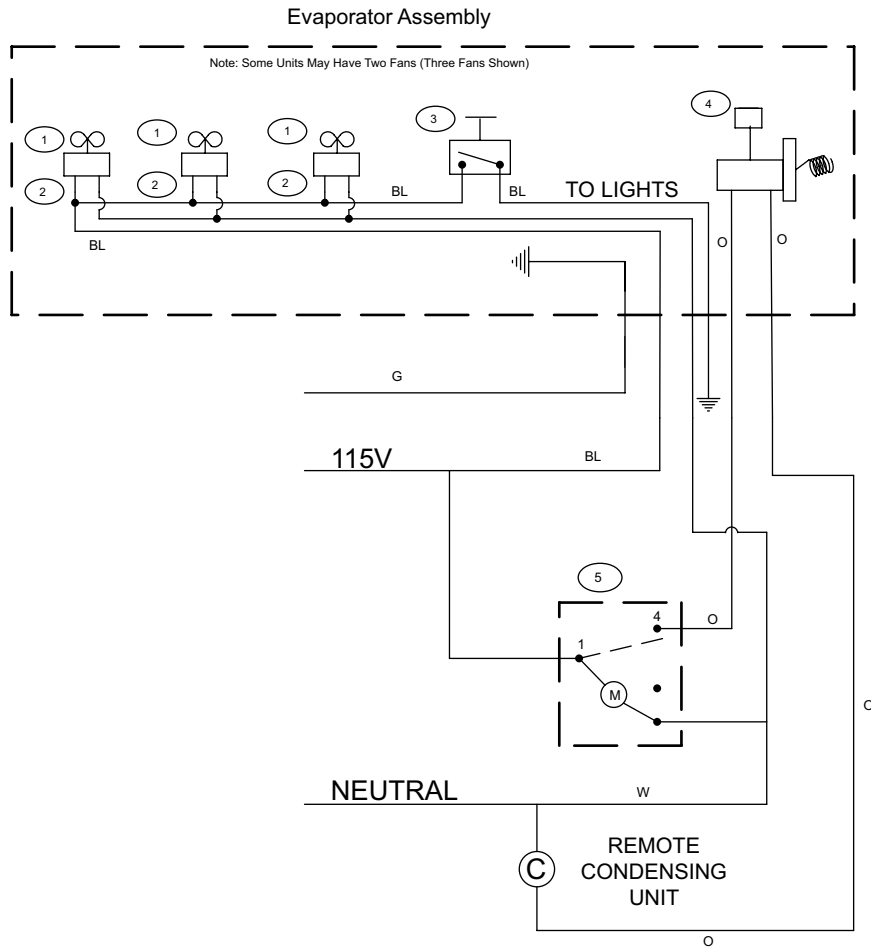 Evaporator Assembly
Note: Some Units May Have Two Fans (Three Fans Shown)
4
3
1
1
1
2
2
2
BL
BL
TO LIGHTS
BL
O
O
G
115V
BL
5
4
O
1
M
O
NEUTRAL
W
C
REMOTE
CONDENSING
UNIT
O